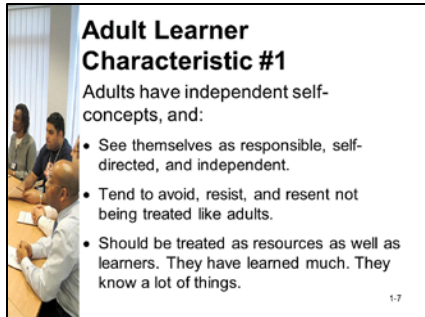 Adult Learner
Characteristic #1
Adults have independent self-
concepts, and:
• See themselves as responsible, self-
directed, and independent.
• Tend to avoid, resist, and resent not
being treated like adults.
• Should be treated as resources as well as
learners. They have learned much. They
know a lot of things.
1-7